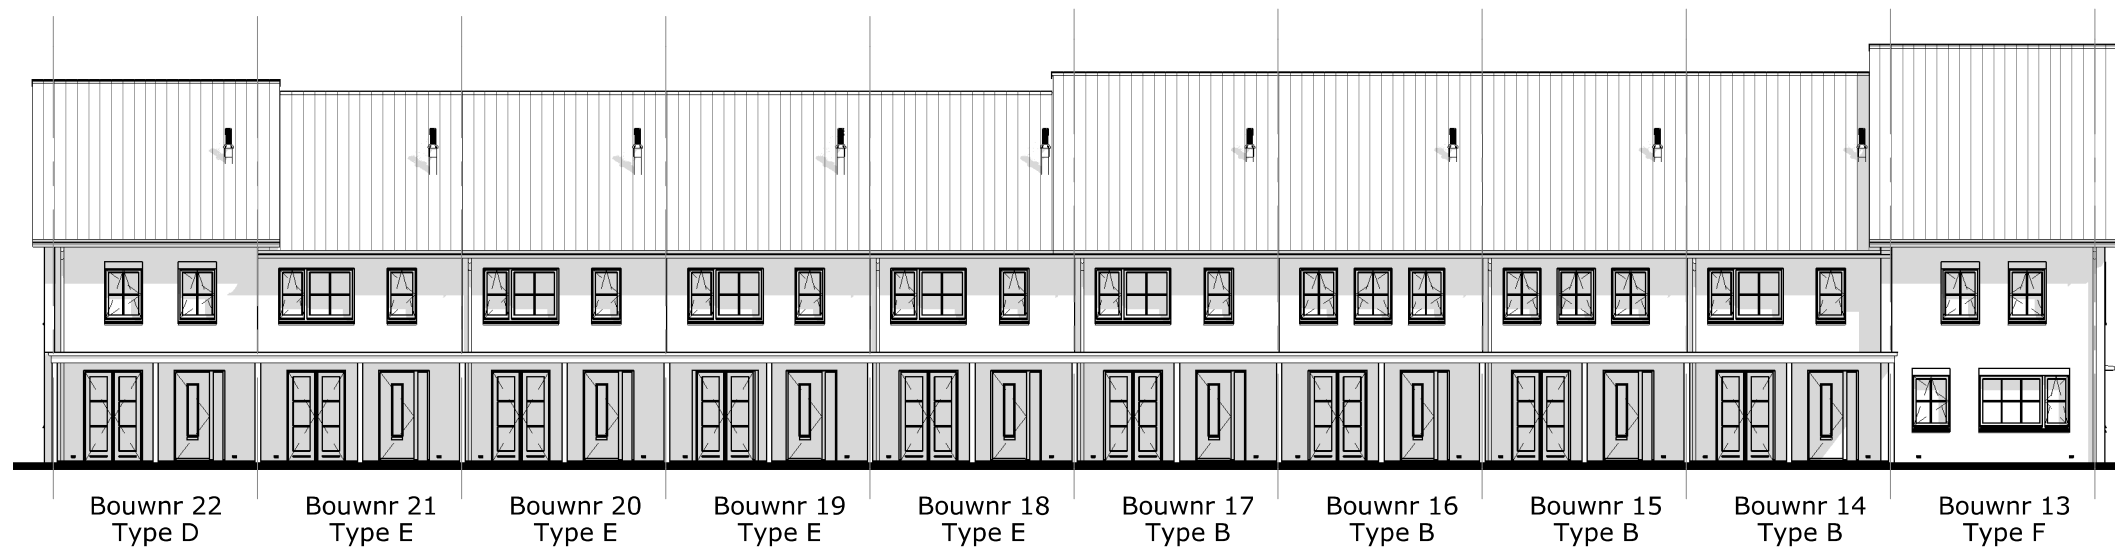 Bouwnr 22
Type D
Bouwnr 21
Type E
Bouwnr 20
Type E
Bouwnr 19
Type E
Bouwnr 18
Type E
Bouwnr 17
Type B
Bouwnr 16
Type B
Bouwnr 15
Type B
Bouwnr 14
Type B
Bouwnr 13
Type F